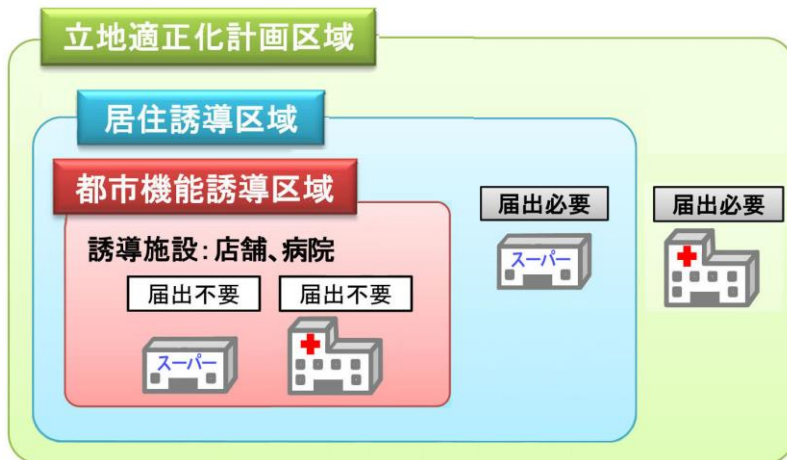 立地適正化計画区域
居住誘導区域
都市機能誘導区域
誘導施設：店舗、病院
届出不要
届出不要
スーパー
届出必要
スーパー
届出必要